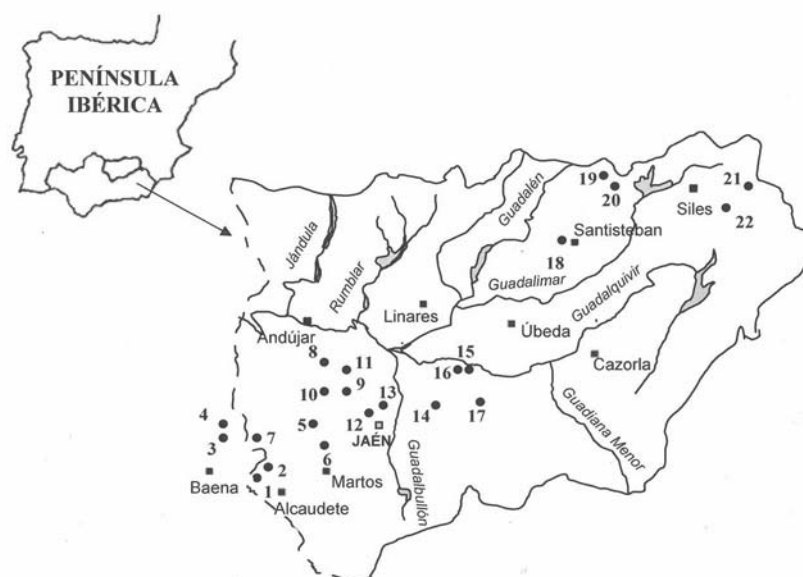 PENÍNSULA
IBÉRICA
19
20
21
22
Siles
Guadalén
18
Santisteban
Jándula
Rumblar
Guadalimar
Guadalquivir
Linares
Úbeda
Andújar
Cazorla
8
11
16
15
10
9
4
3
7
5
12
13
14
17
JAÉN
6
Guadiana Menor
Baena
2
1
Martos
Alcaudete
Guadalbullón